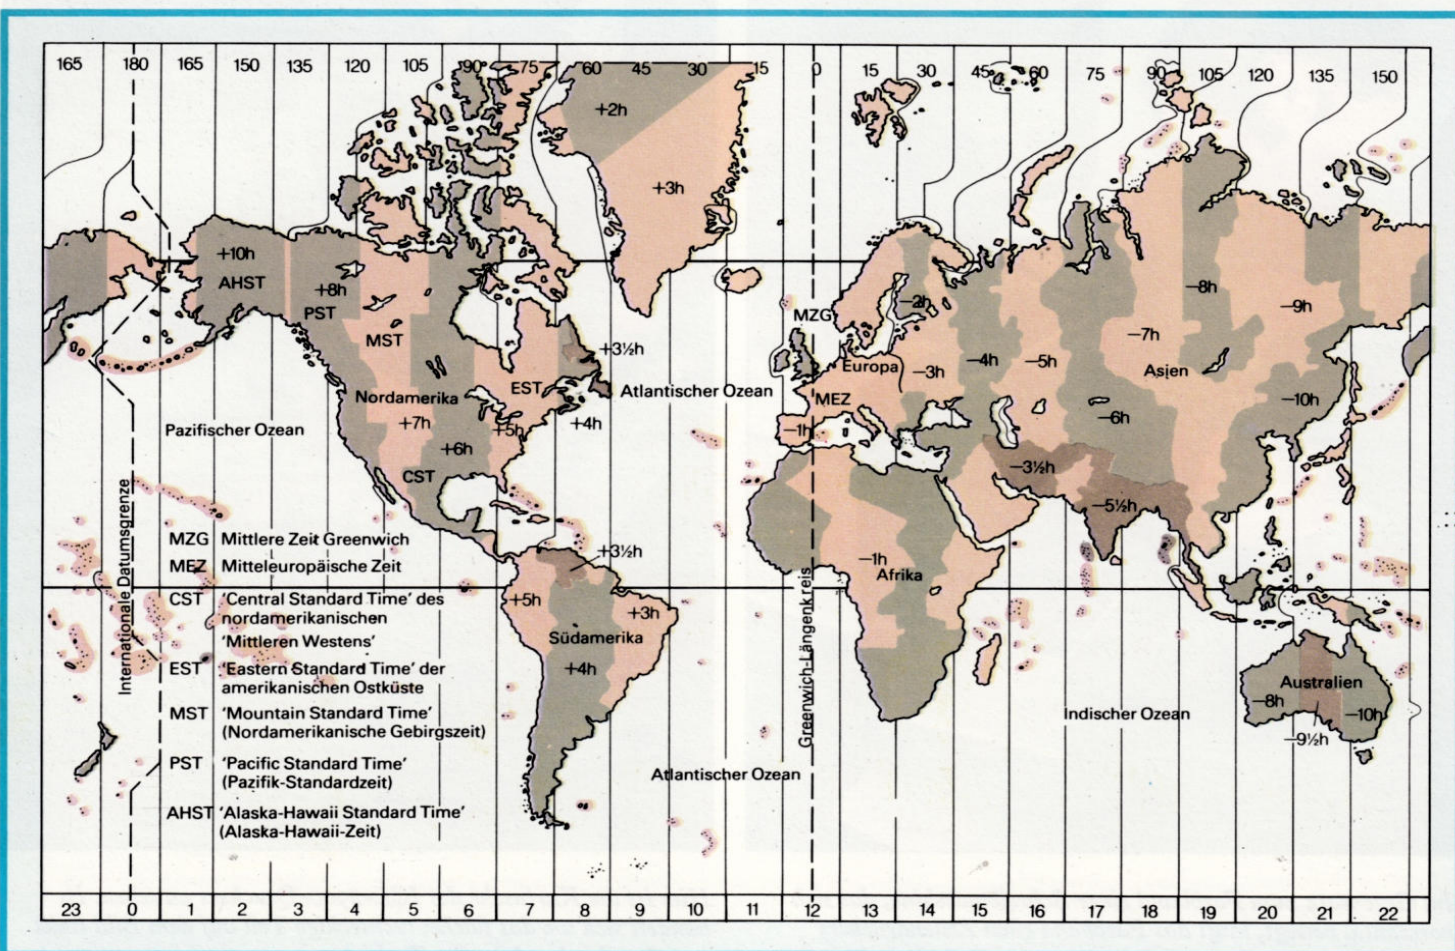 165 180 165 150 135 120 105 90 75 60 45 30 15 0 15 30 45 60 75 90 105 120 135 150
+2h
+3h
+10h
AHST
+8h
PST
MST
−2h
MZG
−8h
−9h
−7h
+3½h
Europa
−3h
−4h
−5h
Asien
EST
Atlantischer Ozean
Nordamerika
MEZ
−10h
+7h
+4h
−6h
Pazifischer Ozean
+5h
−1h
+6h
CST
−3½h
−5½h
Internationale Datumsgrenze
MZG Mittlere Zeit Greenwich
MEZ Mitteleuropäische Zeit
CST 'Central Standard Time' des
nordamerikanischen
'Mittleren Westens'
EST 'Eastern Standard Time' der
amerikanischen Ostküste
MST 'Mountain Standard Time'
(Nordamerikanische Gebirgszeit)
PST 'Pacific Standard Time'
(Pazifik-Standardzeit)
AHST 'Alaska-Hawaii Standard Time'
(Alaska-Hawaii-Zeit)
+3½h
−1h
Afrika
+5h
+3h
Südamerika
+4h
Greenwich-Längenkreis
Australien
−8h
−10h
−9½h
Indischer Ozean
Atlantischer Ozean
23 0 1 2 3 4 5 6 7 8 9 10 11 12 13 14 15 16 17 18 19 20 21 22